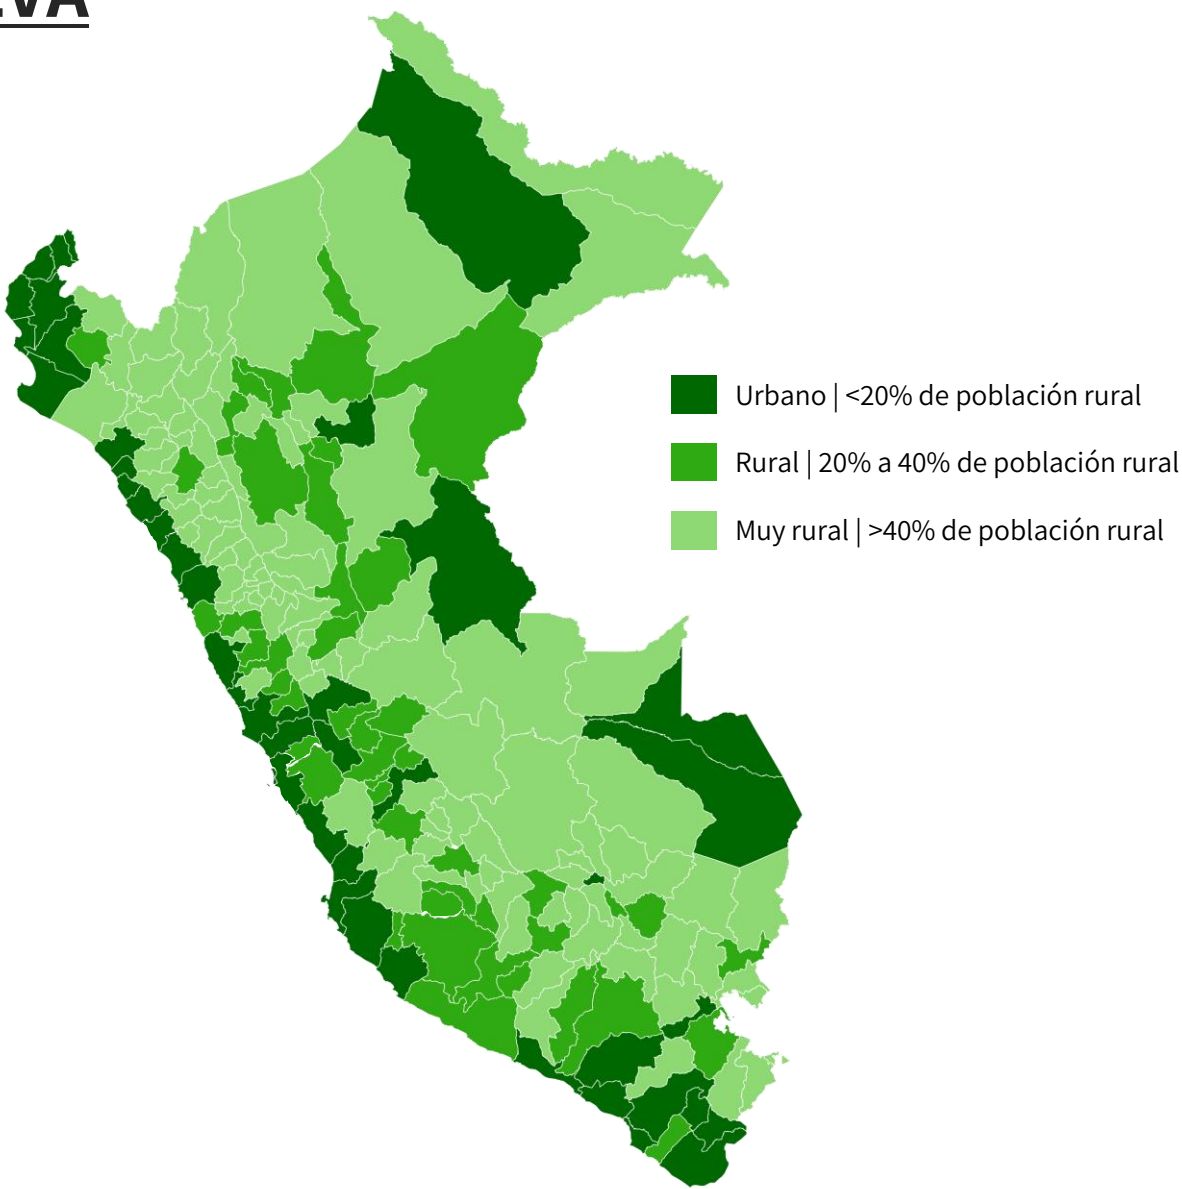 Urbano | <20% de población rural
Rural | 20% a 40% de población rural
Muy rural | >40% de población rural